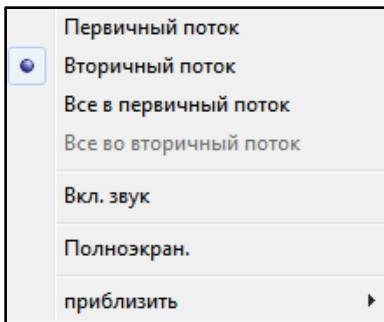 Первичный поток
Вторичный поток
Все в первичный поток
Все во вторичный поток
Вкл. звук
Полноэкран.
приблизить